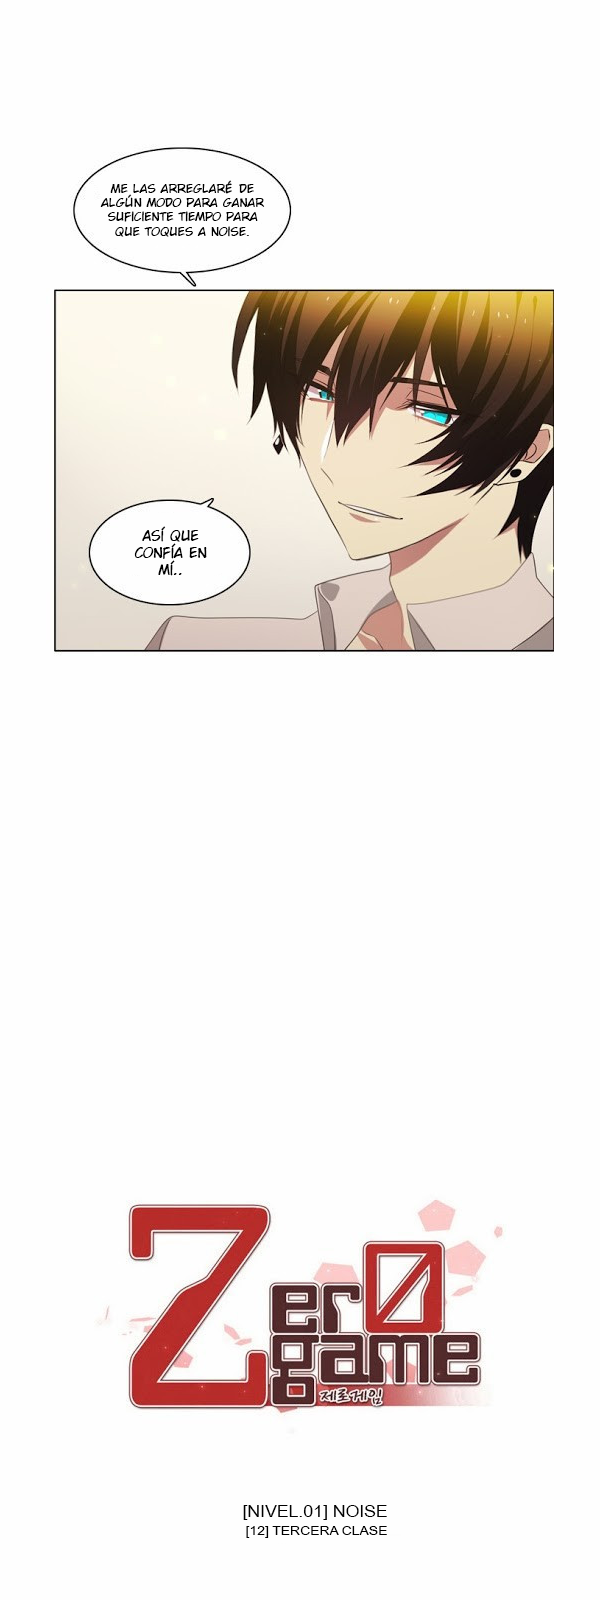 ME LAS ARREGLARÉ DE
ALGÚN MODO PARA GANAR
SUFICIENTE TIEMPO PARA
QUE TOQUES A NOISE.
ASÍ QUE
CONFÍA EN
MÍ..
Zer0
game
제로게임
[NIVEL.01] NOISE
[12] TERCERA CLASE